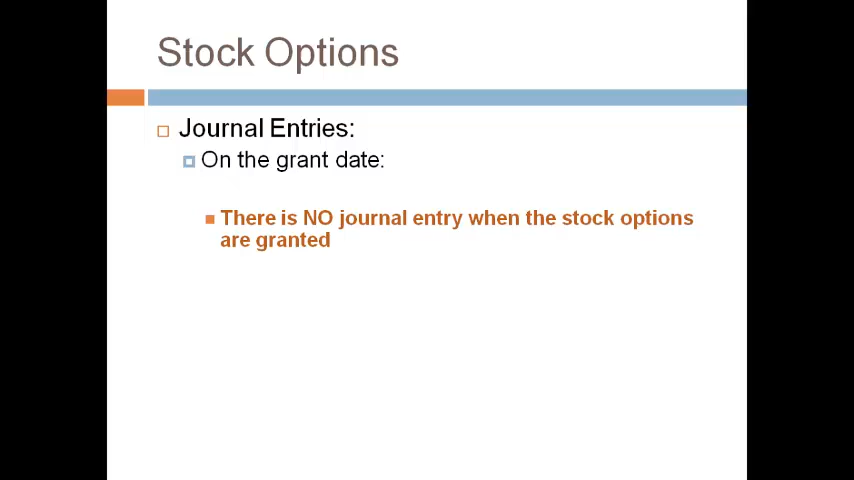 Stock Options
Journal Entries:
On the grant date:
There is NO journal entry when the stock options
are granted